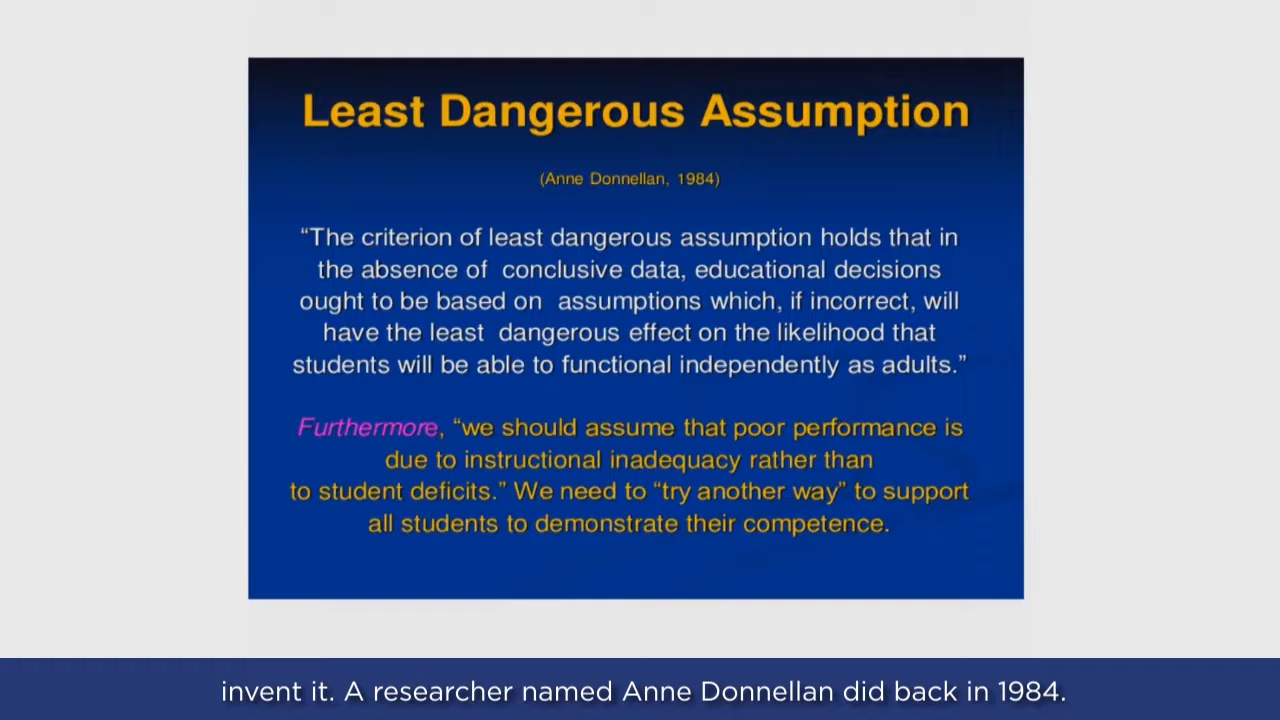 Least Dangerous Assumption
(Anne Donnellan, 1984)
“The criterion of least dangerous assumption holds that in
the absence of conclusive data, educational decisions
ought to be based on assumptions which, if incorrect, will
have the least dangerous effect on the likelihood that
students will be able to functional independently as adults.”
Furthermore, “we should assume that poor performance is
due to instructional inadequacy rather than
to student deficits.” We need to “try another way” to support
all students to demonstrate their competence.
invent it. A researcher named Anne Donnellan did back in 1984.